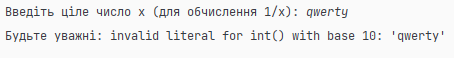 Введіть ціле число x (для обчислення 1/x): qwerty
Будьте уважні: invalid literal for int() with base 10: 'qwerty'